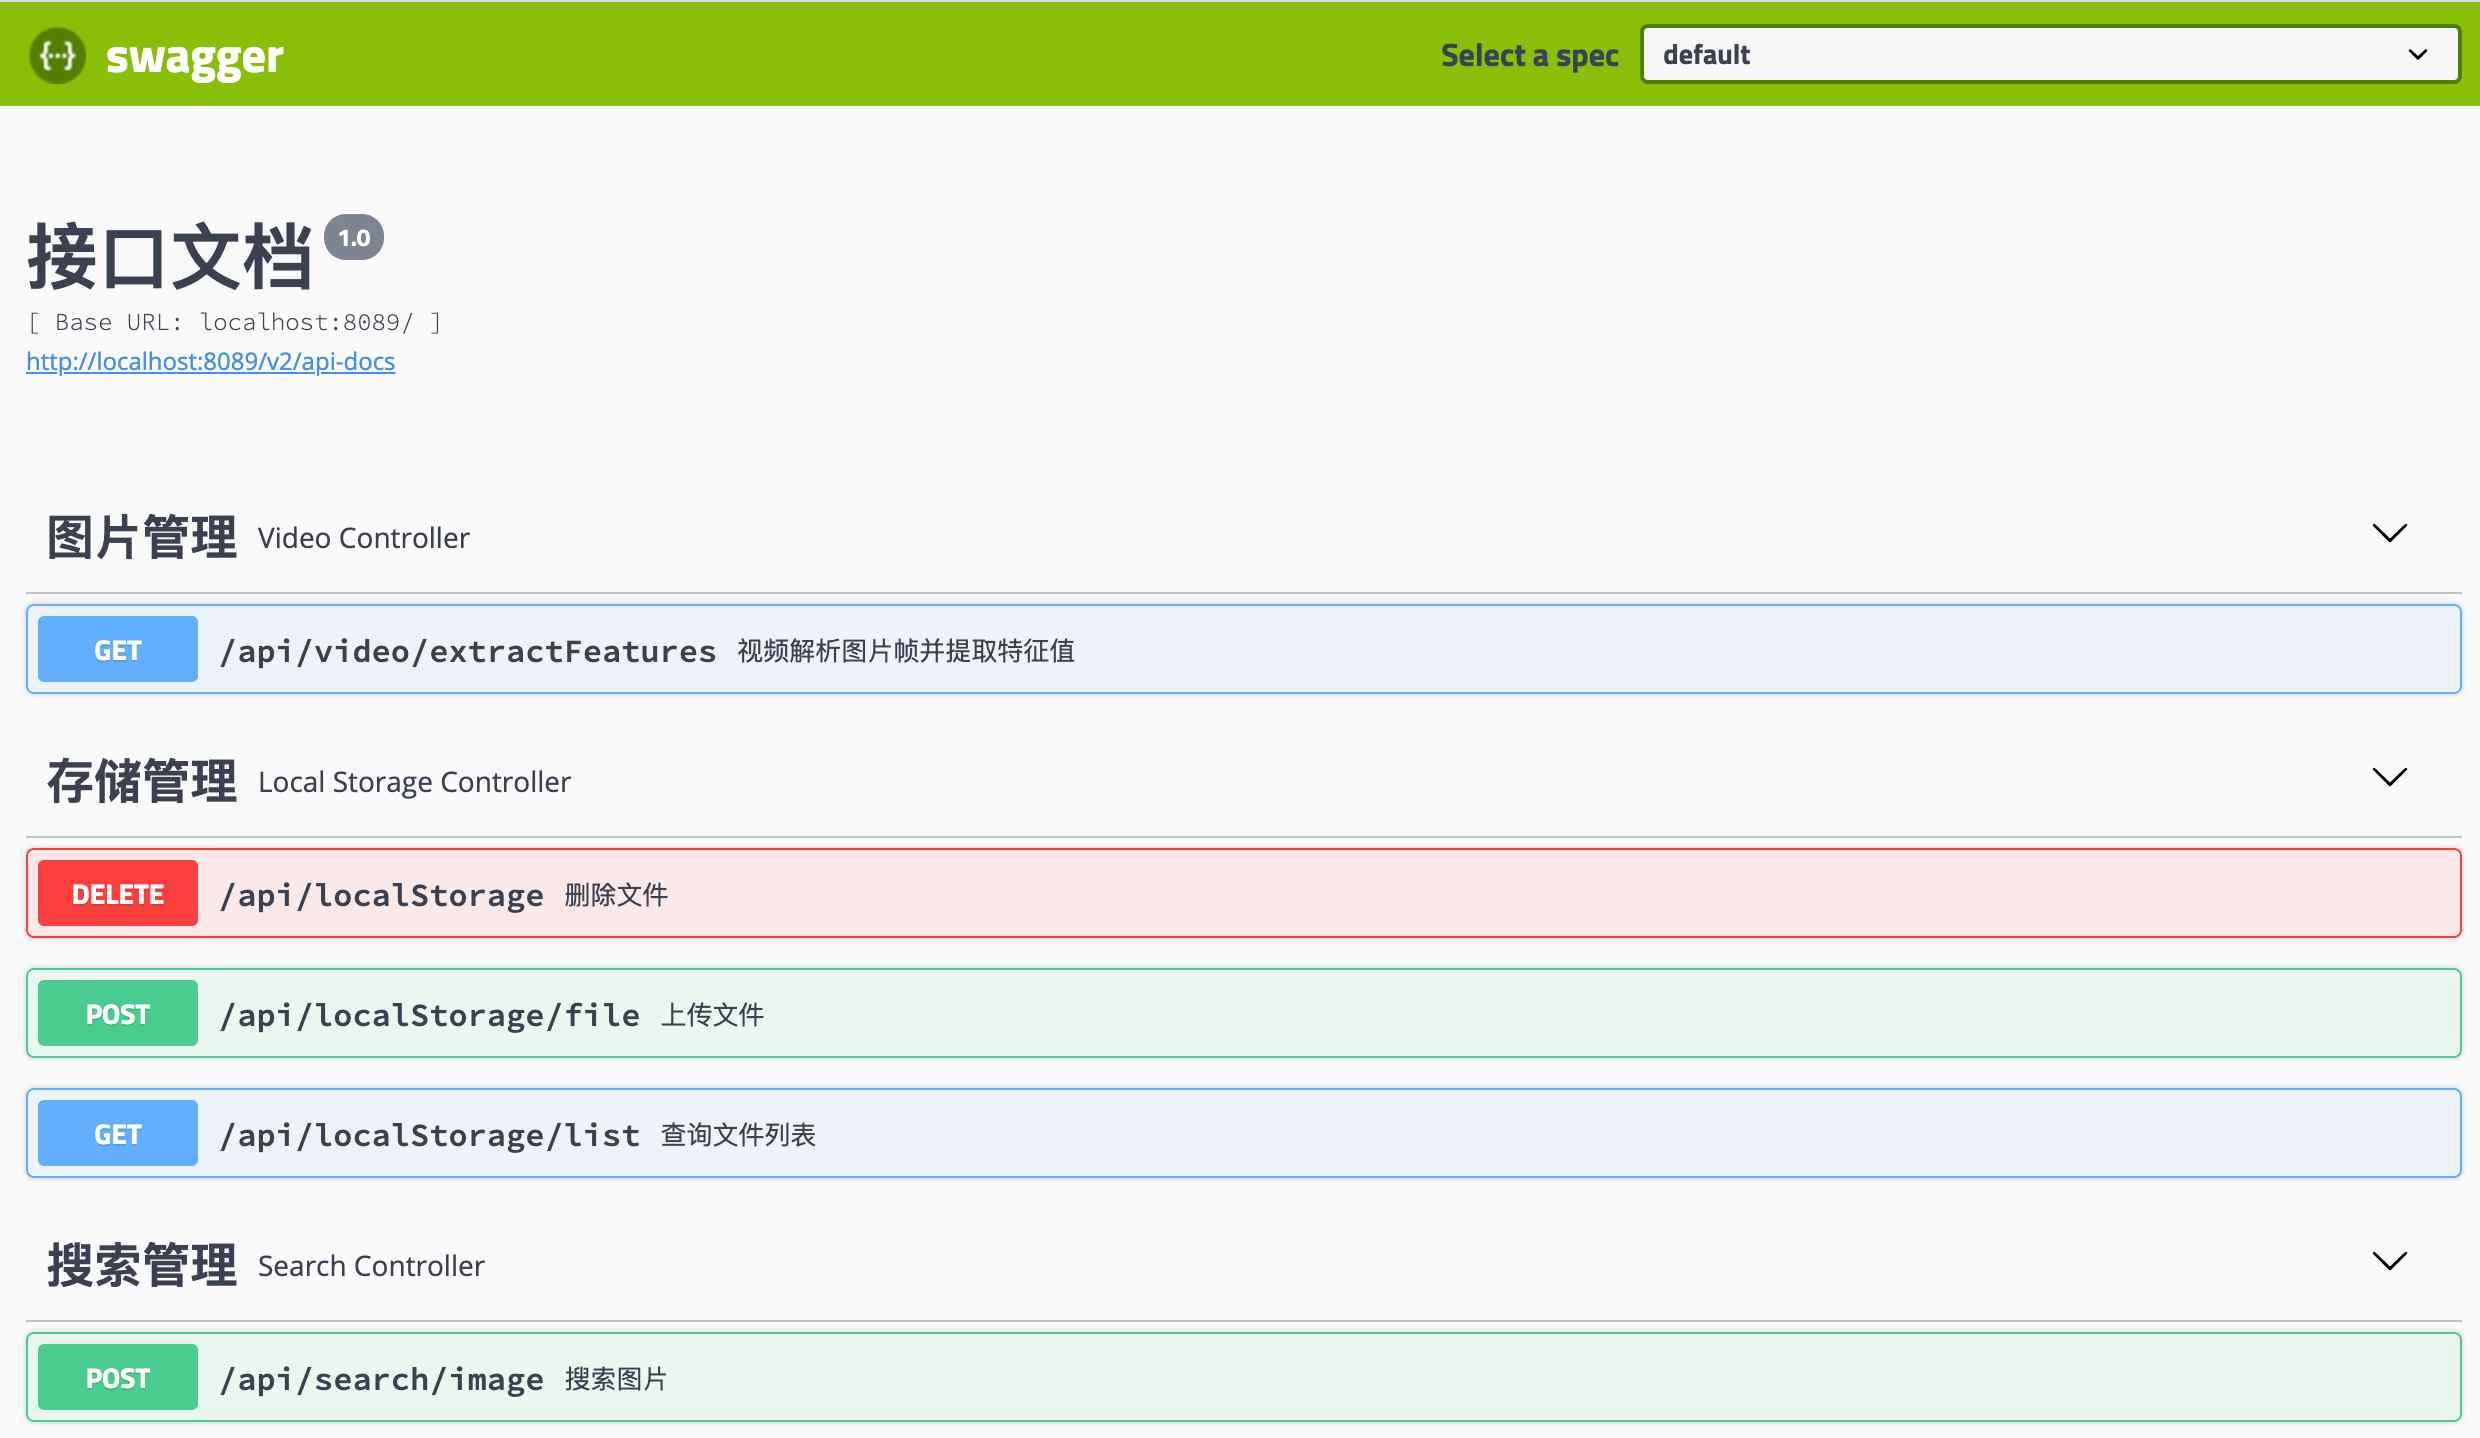 {...} swagger Select a spec default
接口文档 1.0
[ Base URL: localhost:8089/ ]
http://localhost:8089/v2/api-docs
图片管理 Video Controller
GET /api/video/extractFeatures 视频解析图片帧并提取特征值
存储管理 Local Storage Controller
DELETE /api/localStorage 删除文件
POST /api/localStorage/file 上传文件
GET /api/localStorage/list 查询文件列表
搜索管理 Search Controller
POST /api/search/image 搜索图片